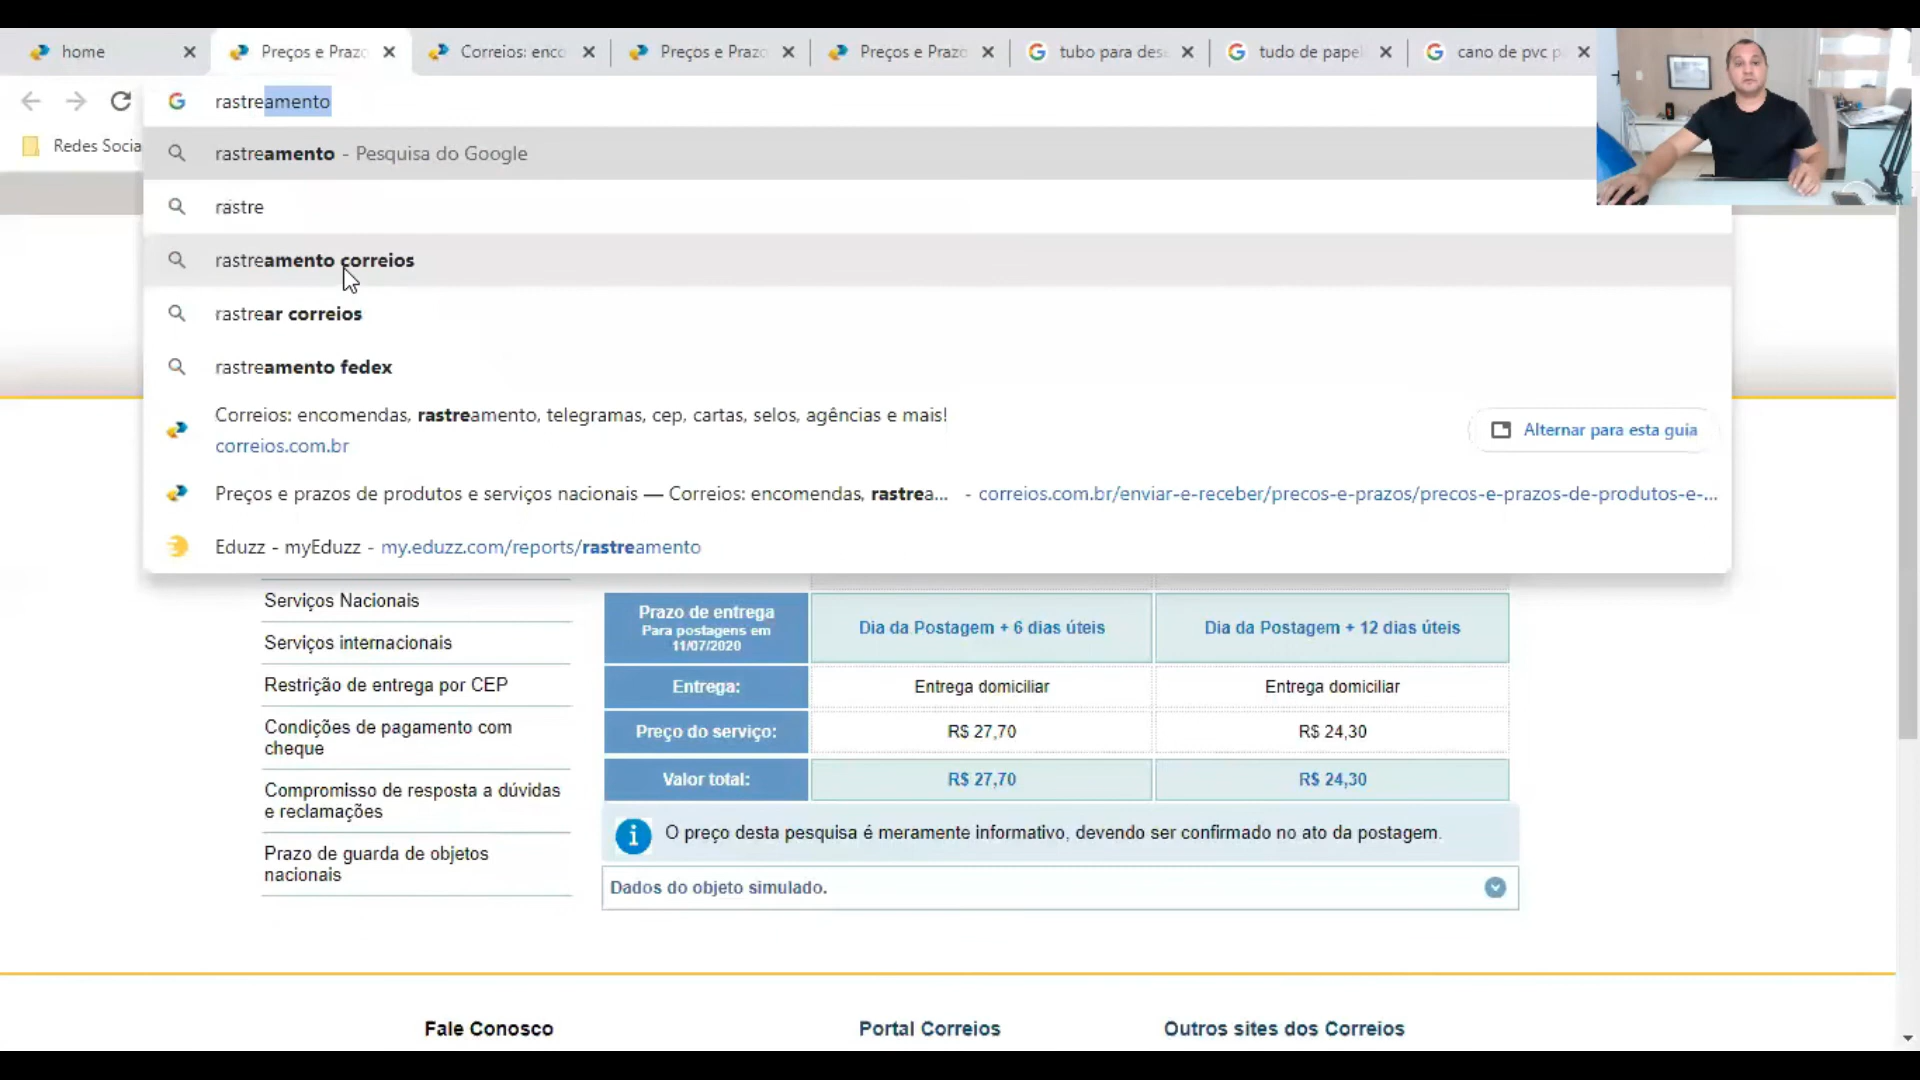 home
Preços e Prazo
Correios: enco
Preços e Prazo
Preços e Prazo
tubo para des
tudo de papel
cano de pvc p
rastreamento
Redes Socia
rastreamento - Pesquisa do Google
rastre
rastreamento correios
rastrear correios
rastreamento fedex
Correios: encomendas, rastreamento, telegramas, cep, cartas, selos, agências e mais!
correios.com.br
Alternar para esta guia
Preços e prazos de produtos e serviços nacionais — Correios: encomendas, rastrea... - correios.com.br/enviar-e-receber/precos-e-prazos/precos-e-prazos-de-produtos-e-...
Eduzz - myEduzz - my.eduzz.com/reports/rastreamento
Serviços Nacionais
Serviços internacionais
Restrição de entrega por CEP
Condições de pagamento com
cheque
Compromisso de resposta a dúvidas
e reclamações
Prazo de guarda de objetos
nacionais
Prazo de entrega
Para postagens em
11/07/2020
Dia da Postagem + 6 dias úteis
Dia da Postagem + 12 dias úteis
Entrega:
Entrega domiciliar
Entrega domiciliar
Preço do serviço:
R$ 27,70
R$ 24,30
Valor total:
R$ 27,70
R$ 24,30
O preço desta pesquisa é meramente informativo, devendo ser confirmado no ato da postagem.
Dados do objeto simulado.
Fale Conosco
Portal Correios
Outros sites dos Correios